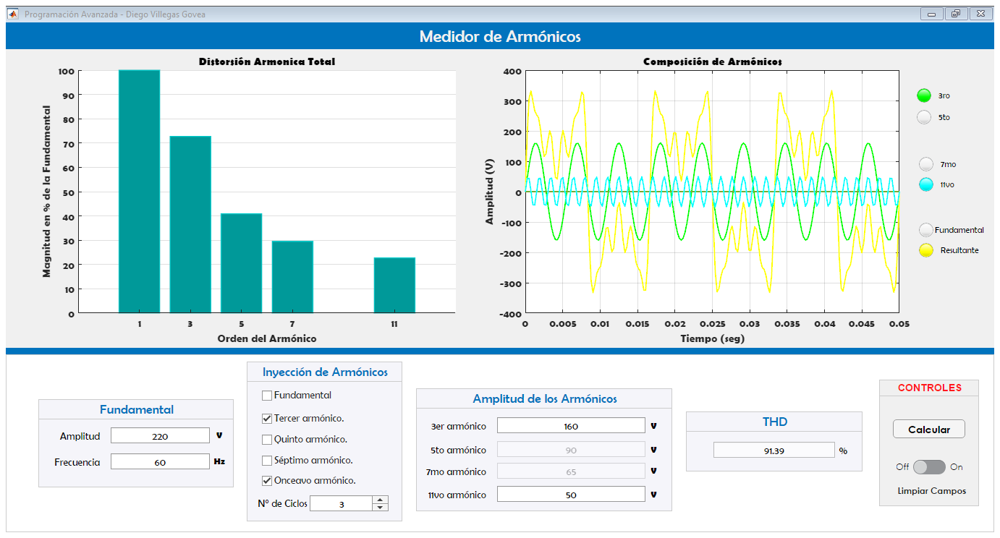 Programación Avanzada - Diego Villegas Govea
Medidor de Armónicos
Distorsión Armonica Total
Magnitud en % de la Fundamental
100
90
80
70
60
50
40
30
20
10
0
1 3 5 7 11
Orden del Armónico
Composición de Armónicos
Amplitud (V)
400
300
200
100
0
-100
-200
-300
-400
0 0.005 0.01 0.015 0.02 0.025 0.03 0.035 0.04 0.045 0.05
Tiempo (seg)
3ro
5to
7mo
11vo
Fundamental
Resultante
Fundamental
Amplitud 220 V
Frecuencia 60 Hz
Inyección de Armónicos
Fundamental
Tercer armónico.
Quinto armónico.
Séptimo armónico.
Onceavo armónico.
N° de Ciclos 3
Amplitud de los Armónicos
3er armónico 160 V
5to armónico 90 V
7mo armónico 65 V
11vo armónico 50 V
THD
91.39 %
CONTROLES
Calcular
Off On
Limpiar Campos